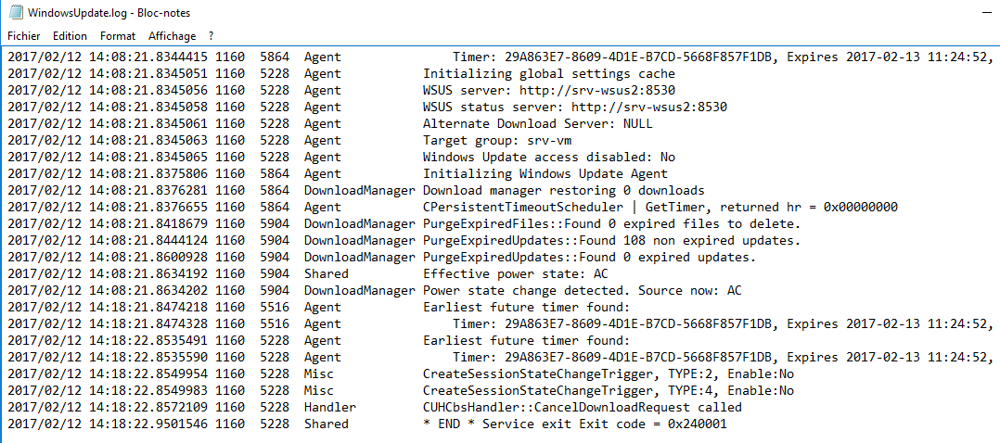 WindowsUpdate.log - Bloc-notes
Fichier Edition Format Affichage ?
2017/02/12 14:08:21.8344415 1160 5864 Agent Timer: 29A863E7-8609-4D1E-B7CD-5668F857F1DB, Expires 2017-02-13 11:24:52,
2017/02/12 14:08:21.8345051 1160 5228 Agent Initializing global settings cache
2017/02/12 14:08:21.8345056 1160 5228 Agent WSUS server: http://srv-wsus2:8530
2017/02/12 14:08:21.8345058 1160 5228 Agent WSUS status server: http://srv-wsus2:8530
2017/02/12 14:08:21.8345061 1160 5228 Agent Alternate Download Server: NULL
2017/02/12 14:08:21.8345063 1160 5228 Agent Target group: srv-vm
2017/02/12 14:08:21.8345065 1160 5228 Agent Windows Update access disabled: No
2017/02/12 14:08:21.8375806 1160 5864 Agent Initializing Windows Update Agent
2017/02/12 14:08:21.8376281 1160 5864 DownloadManager Download manager restoring 0 downloads
2017/02/12 14:08:21.8376655 1160 5864 Agent CPersistentTimeoutScheduler | GetTimer, returned hr = 0x00000000
2017/02/12 14:08:21.8418679 1160 5904 DownloadManager PurgeExpiredFiles::Found 0 expired files to delete.
2017/02/12 14:08:21.8444124 1160 5904 DownloadManager PurgeExpiredUpdates::Found 108 non expired updates.
2017/02/12 14:08:21.8600928 1160 5904 DownloadManager PurgeExpiredUpdates::Found 0 expired updates.
2017/02/12 14:08:21.8634192 1160 5904 Shared Effective power state: AC
2017/02/12 14:08:21.8634202 1160 5904 DownloadManager Power state change detected. Source now: AC
2017/02/12 14:18:21.8474218 1160 5516 Agent Earliest future timer found:
2017/02/12 14:18:21.8474328 1160 5516 Agent Timer: 29A863E7-8609-4D1E-B7CD-5668F857F1DB, Expires 2017-02-13 11:24:52,
2017/02/12 14:18:22.8535491 1160 5228 Agent Earliest future timer found:
2017/02/12 14:18:22.8535590 1160 5228 Agent Timer: 29A863E7-8609-4D1E-B7CD-5668F857F1DB, Expires 2017-02-13 11:24:52,
2017/02/12 14:18:22.8549954 1160 5228 Misc CreateSessionStateChangeTrigger, TYPE:2, Enable:No
2017/02/12 14:18:22.8549983 1160 5228 Misc CreateSessionStateChangeTrigger, TYPE:4, Enable:No
2017/02/12 14:18:22.8572109 1160 5228 Handler CUHCbsHandler::CancelDownloadRequest called
2017/02/12 14:18:22.9501546 1160 5228 Shared * END * Service exit Exit code = 0x240001